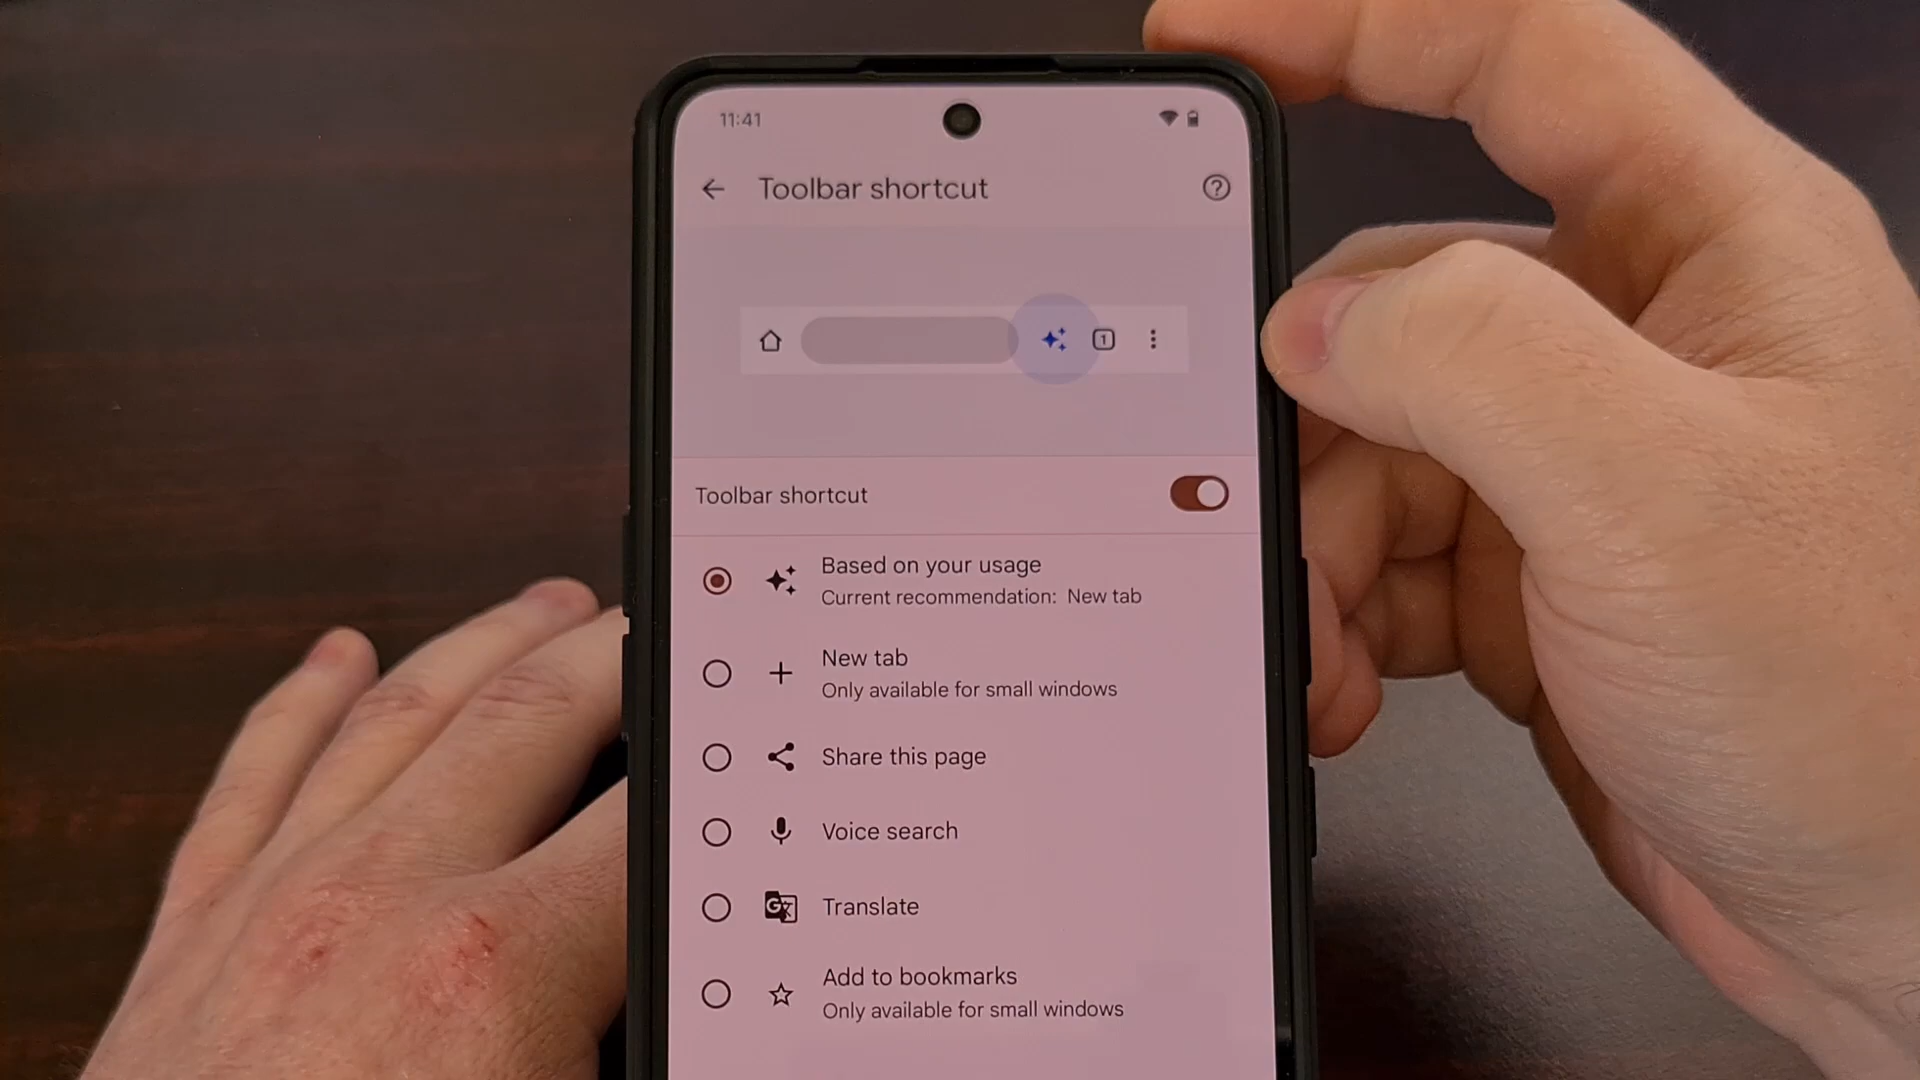 11:41
Toolbar shortcut
1
Toolbar shortcut
Based on your usage
Current recommendation: New tab
New tab
Only available for small windows
Share this page
Voice search
G
Translate
Add to bookmarks
Only available for small windows